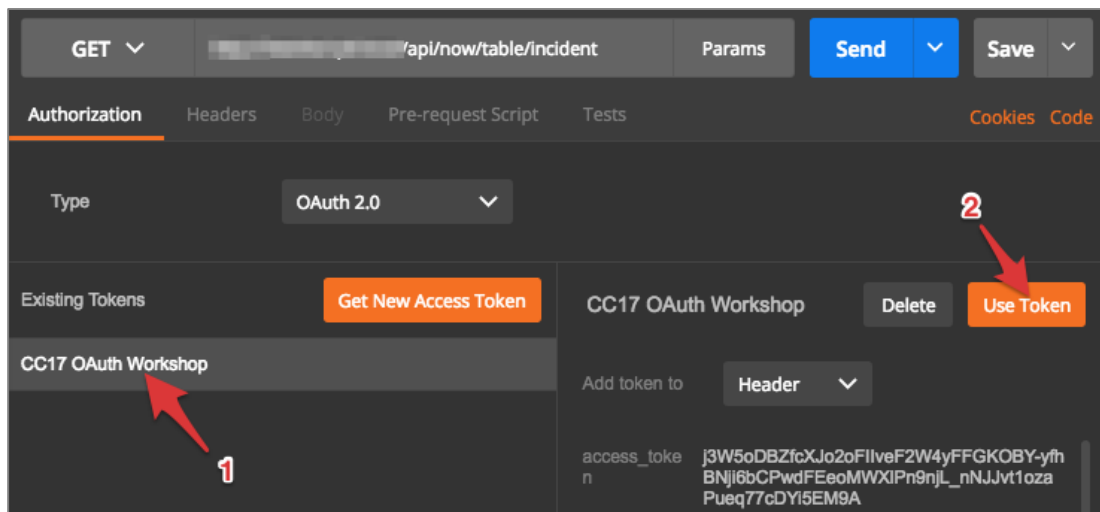 GET /api/now/table/incident Params Send Save
Authorization Headers Body Pre-request Script Tests Cookies Code
Type OAuth 2.0
2
Existing Tokens Get New Access Token CC17 OAuth Workshop Delete Use Token
CC17 OAuth Workshop
Add token to Header
1
access_toke j3W5oDBZfcXJo2oFIIveF2W4yFFGKOBY-yfh
n BNji6bCPwdFEeoMWXIPn9njL_nNJJvt1oza
Pueq77cDYi5EM9A